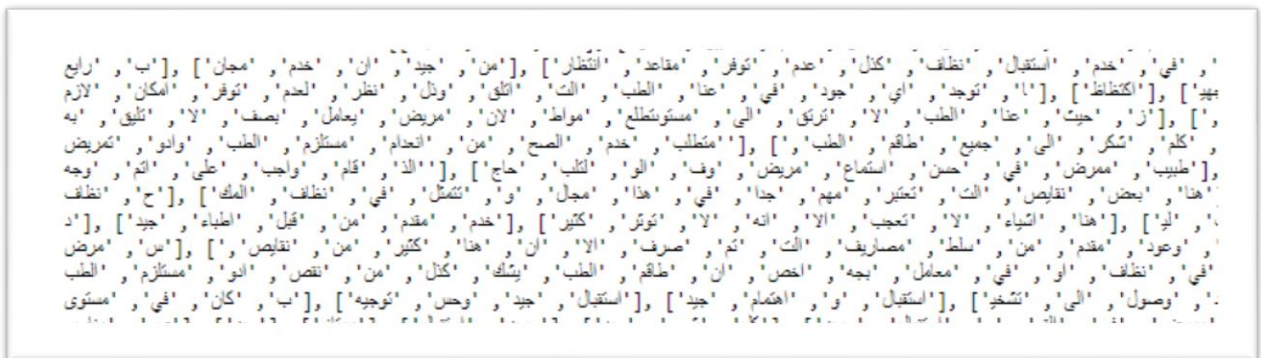 ', 'في', 'خدم', 'استقبال', 'نظاف', 'كذل', 'عدم', 'توفر', 'مقاعد', 'انتظار'], ['من', 'جيد', 'ان', 'خدم', 'مجان'], ['ب', 'رايع
'], ['اكتظاظ'], ['ا', 'توجد', 'اي', 'جود', 'في', 'عنا', 'الطب', 'الت', 'اتلق', 'وذل', 'نظر', 'لعدم', 'توفر', 'امكان', 'لازم
'], ['ز', 'حيث', 'عنا', 'الطب', 'لا', 'ترتق', 'الى', 'مستوىتطلع', 'مواط', 'لان', 'مريض', 'يعامل', 'بصف', 'لا', 'تليق', 'به
, 'كلم', 'شكر', 'الى', 'جميع', 'طاقم', 'الطب'], ['متطلب', 'خدم', 'الصح', 'من', 'انعدام', 'مستلزم', 'الطب', 'وادو', 'تمريض
, ['طبيب', 'ممرض', 'في', 'حسن', 'استماع', 'مريض', 'وف', 'الو', 'لتلب', 'حاج'], ['الذ', 'قام', 'واجب', 'على', 'اتم', 'وجه
'هنا', 'بعض', 'نقايص', 'الت', 'تعتبر', 'مهم', 'جدا', 'في', 'هذا', 'مجال', 'و', 'تتمثل', 'في', 'نظاف', 'المك'], ['ح', 'نظاف
', 'لي'], ['هنا', 'اشياء', 'لا', 'تعجب', 'الا', 'انه', 'لا', 'توثر', 'كثير'], ['خدم', 'مقدم', 'من', 'قبل', 'اطباء', 'جيد'], ['د
', 'وعود', 'مقدم', 'من', 'سلط', 'مصاريف', 'الت', 'تم', 'صرف', 'الا', 'ان', 'هنا', 'كثير', 'من', 'نقايص'], ['س', 'مرض
'في', 'نظاف', 'او', 'في', 'معامل', 'بجه', 'اخص', 'ان', 'طاقم', 'الطب', 'يشك', 'كذل', 'من', 'نقص', 'ادو', 'مستلزم', 'الطب
, 'وصول', 'الى', 'تشخي'], ['استقبال', 'و', 'اهتمام', 'جيد'], ['استقبال', 'جيد', 'وحس', 'توجيه'], ['ب', 'كان', 'في', 'مستوى